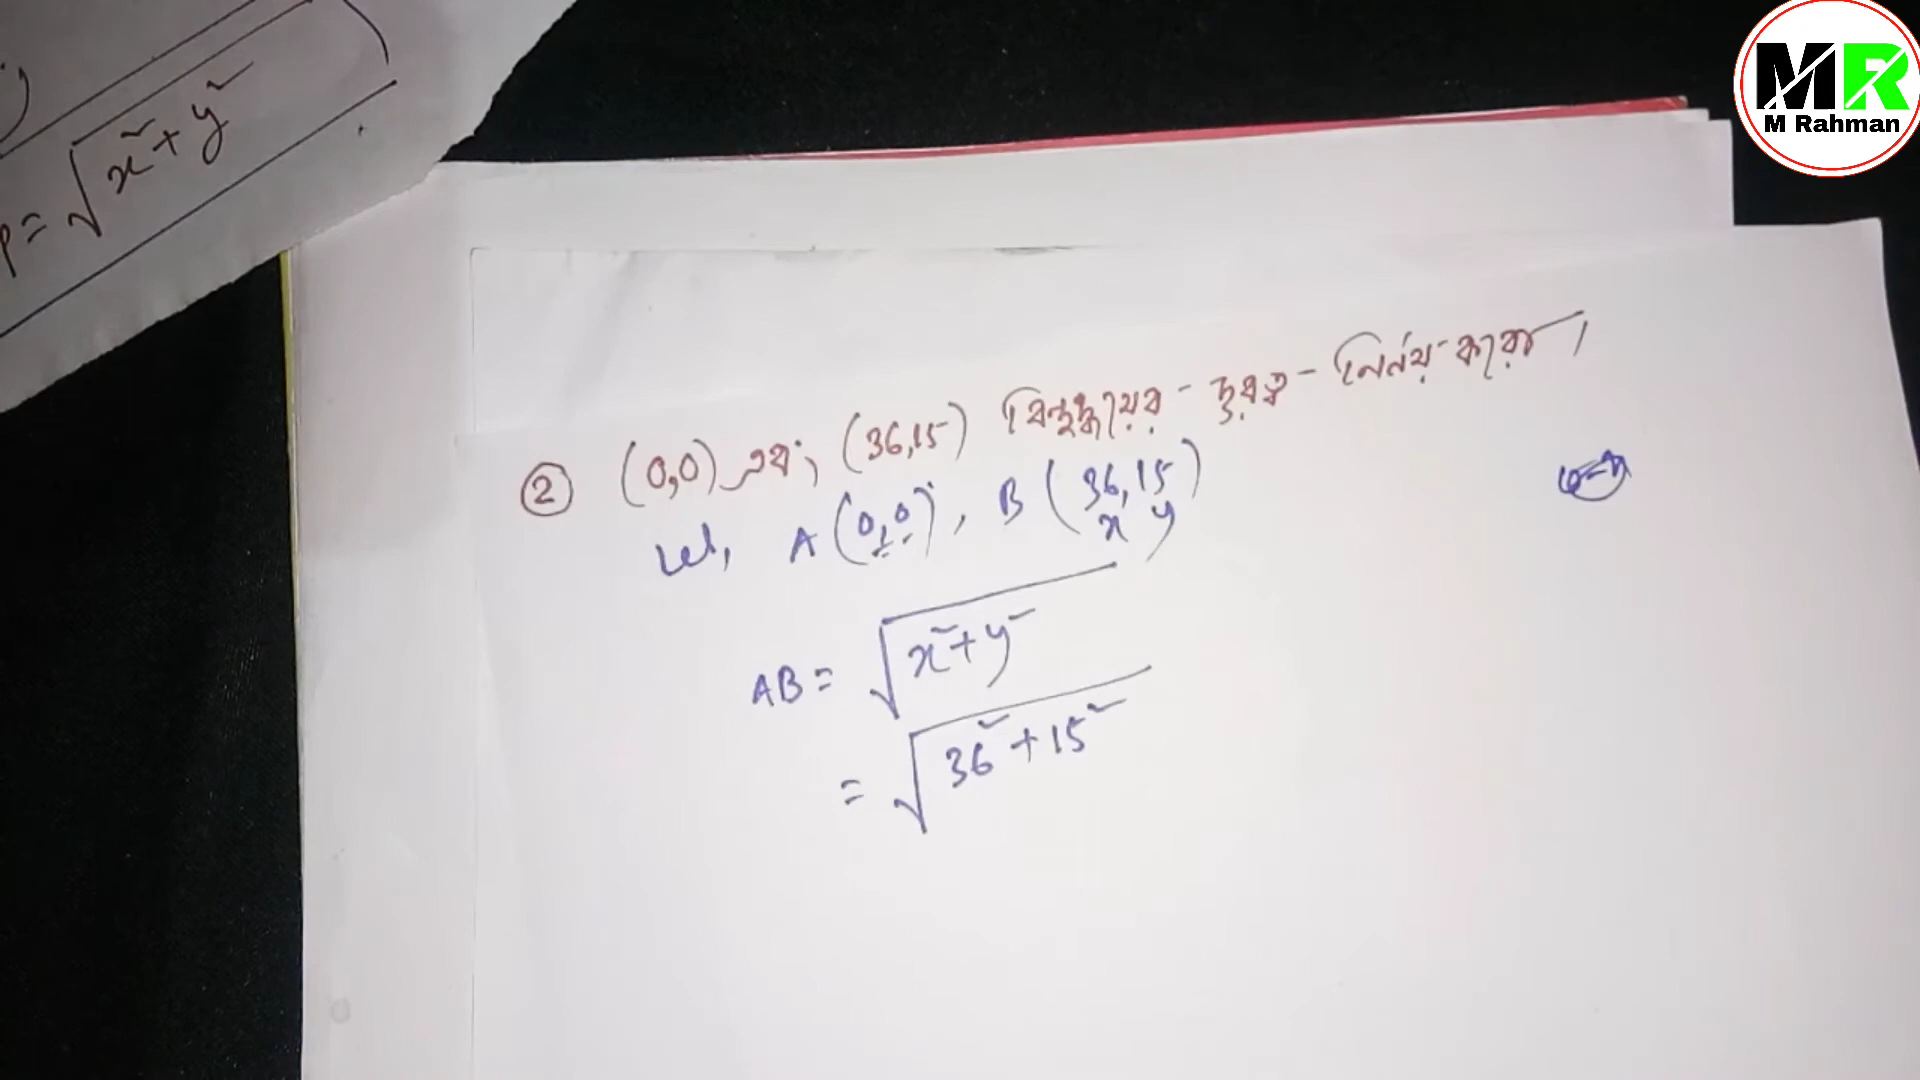 P = √x² + y²
② (0,0) এবং (36,15) বিন্দুদ্বয়ের দূরত্ব নির্ণয় করো।
Let, A (0,0), B (36,15)
x y
AB = √x² + y²
= √36² + 15²
MR
M Rahman